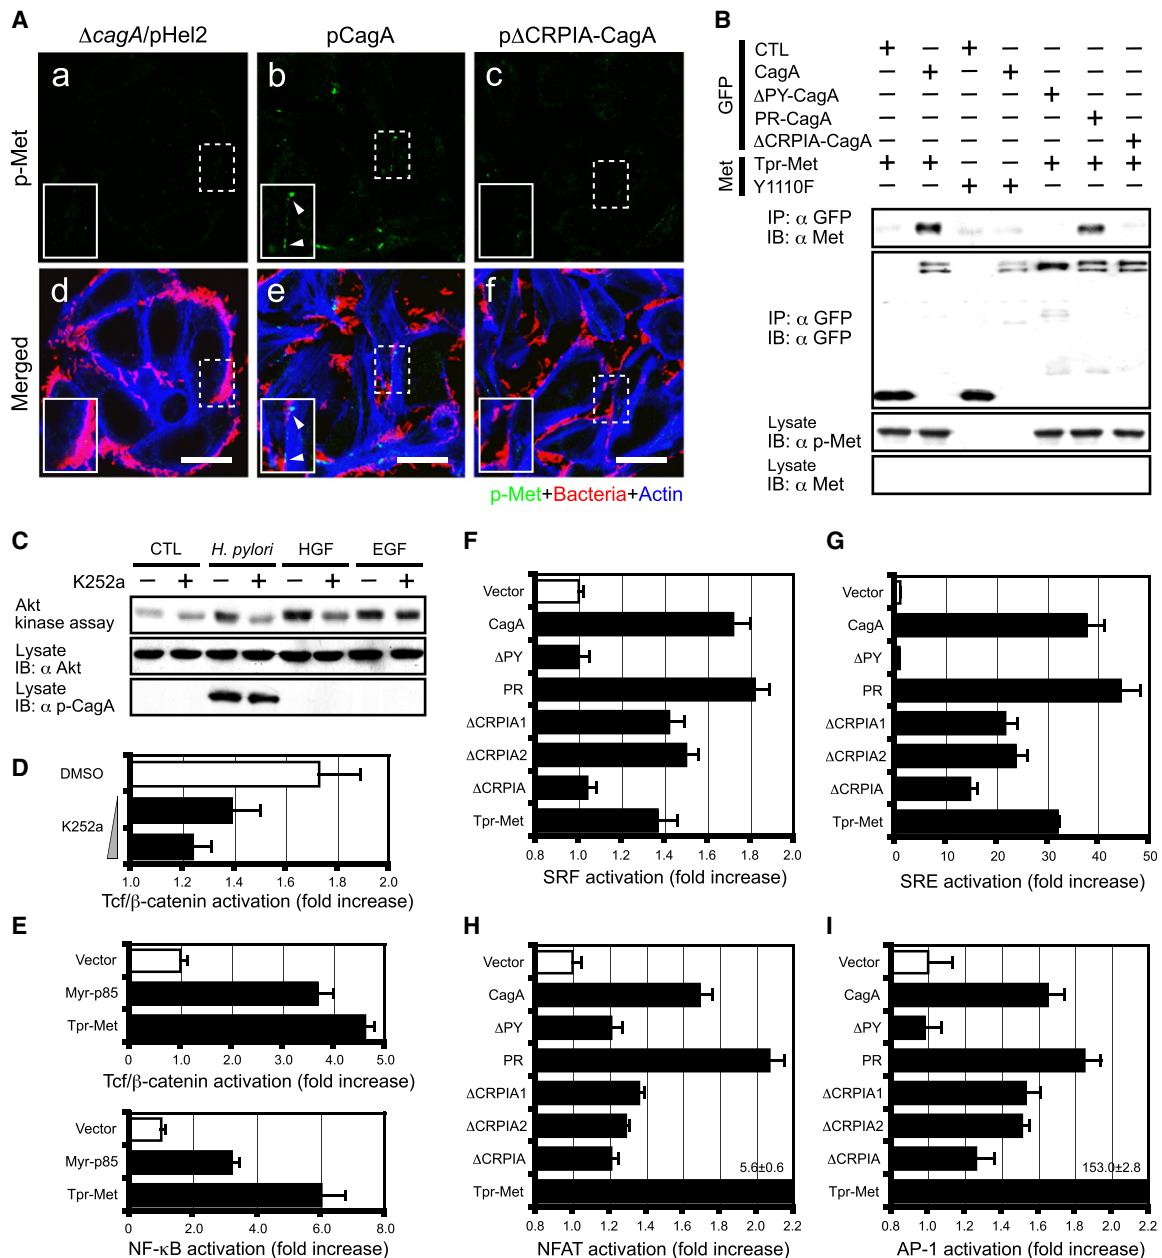 A
ΔcagA/pHel2 pCagA pΔCRPIA-CagA
p-Met
a b c
Merged
d e f
p-Met+Bacteria+Actin
B
GFP
CTL + − + − − − −
CagA − + − + − − −
ΔPY-CagA − − − − + − −
PR-CagA − − − − − + −
ΔCRPIA-CagA − − − − − − +
Met
Tpr-Met + + − − + + +
Y1110F − − + + − − −
IP: α GFP
IB: α Met
IP: α GFP
IB: α GFP
Lysate
IB: α p-Met
Lysate
IB: α Met
C
CTL H. pylori HGF EGF
K252a − + − + − + − +
Akt
kinase assay
Lysate
IB: α Akt
Lysate
IB: α p-CagA
D
DMSO
K252a
1.0 1.2 1.4 1.6 1.8 2.0
Tcf/β-catenin activation (fold increase)
E
Vector
Myr-p85
Tpr-Met
0 1.0 2.0 3.0 4.0 5.0
Tcf/β-catenin activation (fold increase)
Vector
Myr-p85
Tpr-Met
0 2.0 4.0 6.0 8.0
NF-κB activation (fold increase)
F
Vector
CagA
ΔPY
PR
ΔCRPIA1
ΔCRPIA2
ΔCRPIA
Tpr-Met
0.8 1.0 1.2 1.4 1.6 1.8 2.0
SRF activation (fold increase)
G
Vector
CagA
ΔPY
PR
ΔCRPIA1
ΔCRPIA2
ΔCRPIA
Tpr-Met
0 10 20 30 40 50
SRE activation (fold increase)
H
Vector
CagA
ΔPY
PR
ΔCRPIA1
ΔCRPIA2
ΔCRPIA
5.6±0.6
Tpr-Met
0.8 1.0 1.2 1.4 1.6 1.8 2.0 2.2
NFAT activation (fold increase)
I
Vector
CagA
ΔPY
PR
ΔCRPIA1
ΔCRPIA2
ΔCRPIA
153.0±2.8
Tpr-Met
0.8 1.0 1.2 1.4 1.6 1.8 2.0 2.2
AP-1 activation (fold increase)